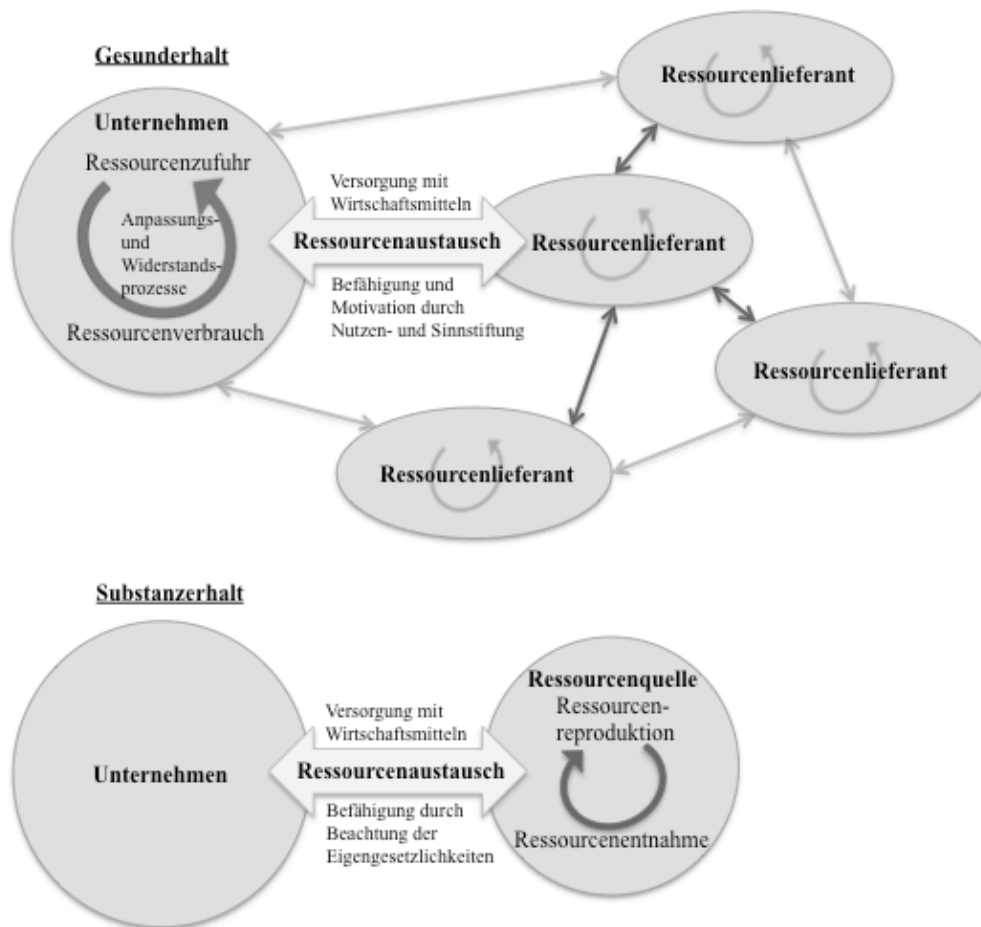 Gesunderhalt
Unternehmen
Ressourcenzufuhr
Anpassungs-
und
Widerstands-
prozesse
Ressourcenverbrauch
Versorgung mit
Wirtschaftsmitteln
Ressourcenaustausch
Befähigung und
Motivation durch
Nutzen- und Sinnstiftung
Ressourcenlieferant
Ressourcenlieferant
Ressourcenlieferant
Ressourcenlieferant
Substanzerhalt
Unternehmen
Versorgung mit
Wirtschaftsmitteln
Ressourcenaustausch
Befähigung durch
Beachtung der
Eigengesetzlichkeiten
Ressourcenquelle
Ressourcen-
reproduktion
Ressourcenentnahme